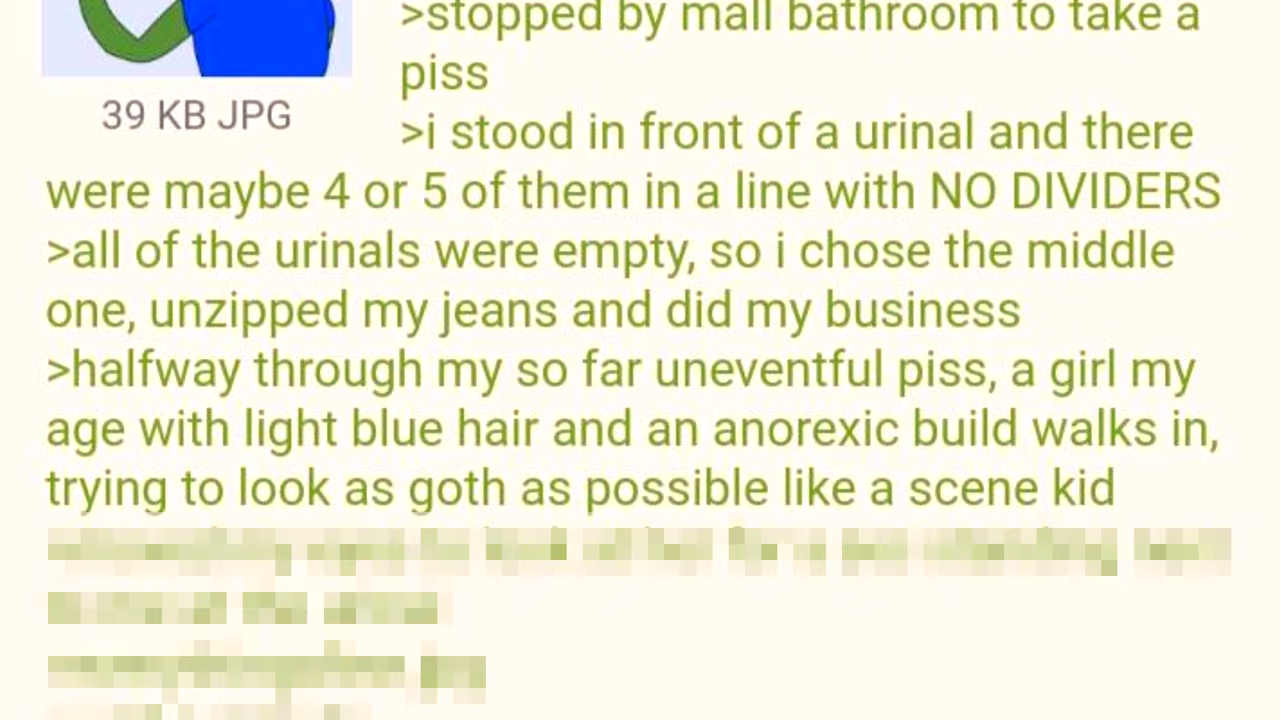 >stopped by mall bathroom to take a
piss
39 KB JPG
>i stood in front of a urinal and there
were maybe 4 or 5 of them in a line with NO DIVIDERS
>all of the urinals were empty, so i chose the middle
one, unzipped my jeans and did my business
>halfway through my so far uneventful piss, a girl my
age with light blue hair and an anorexic build walks in,
trying to look as goth as possible like a scene kid